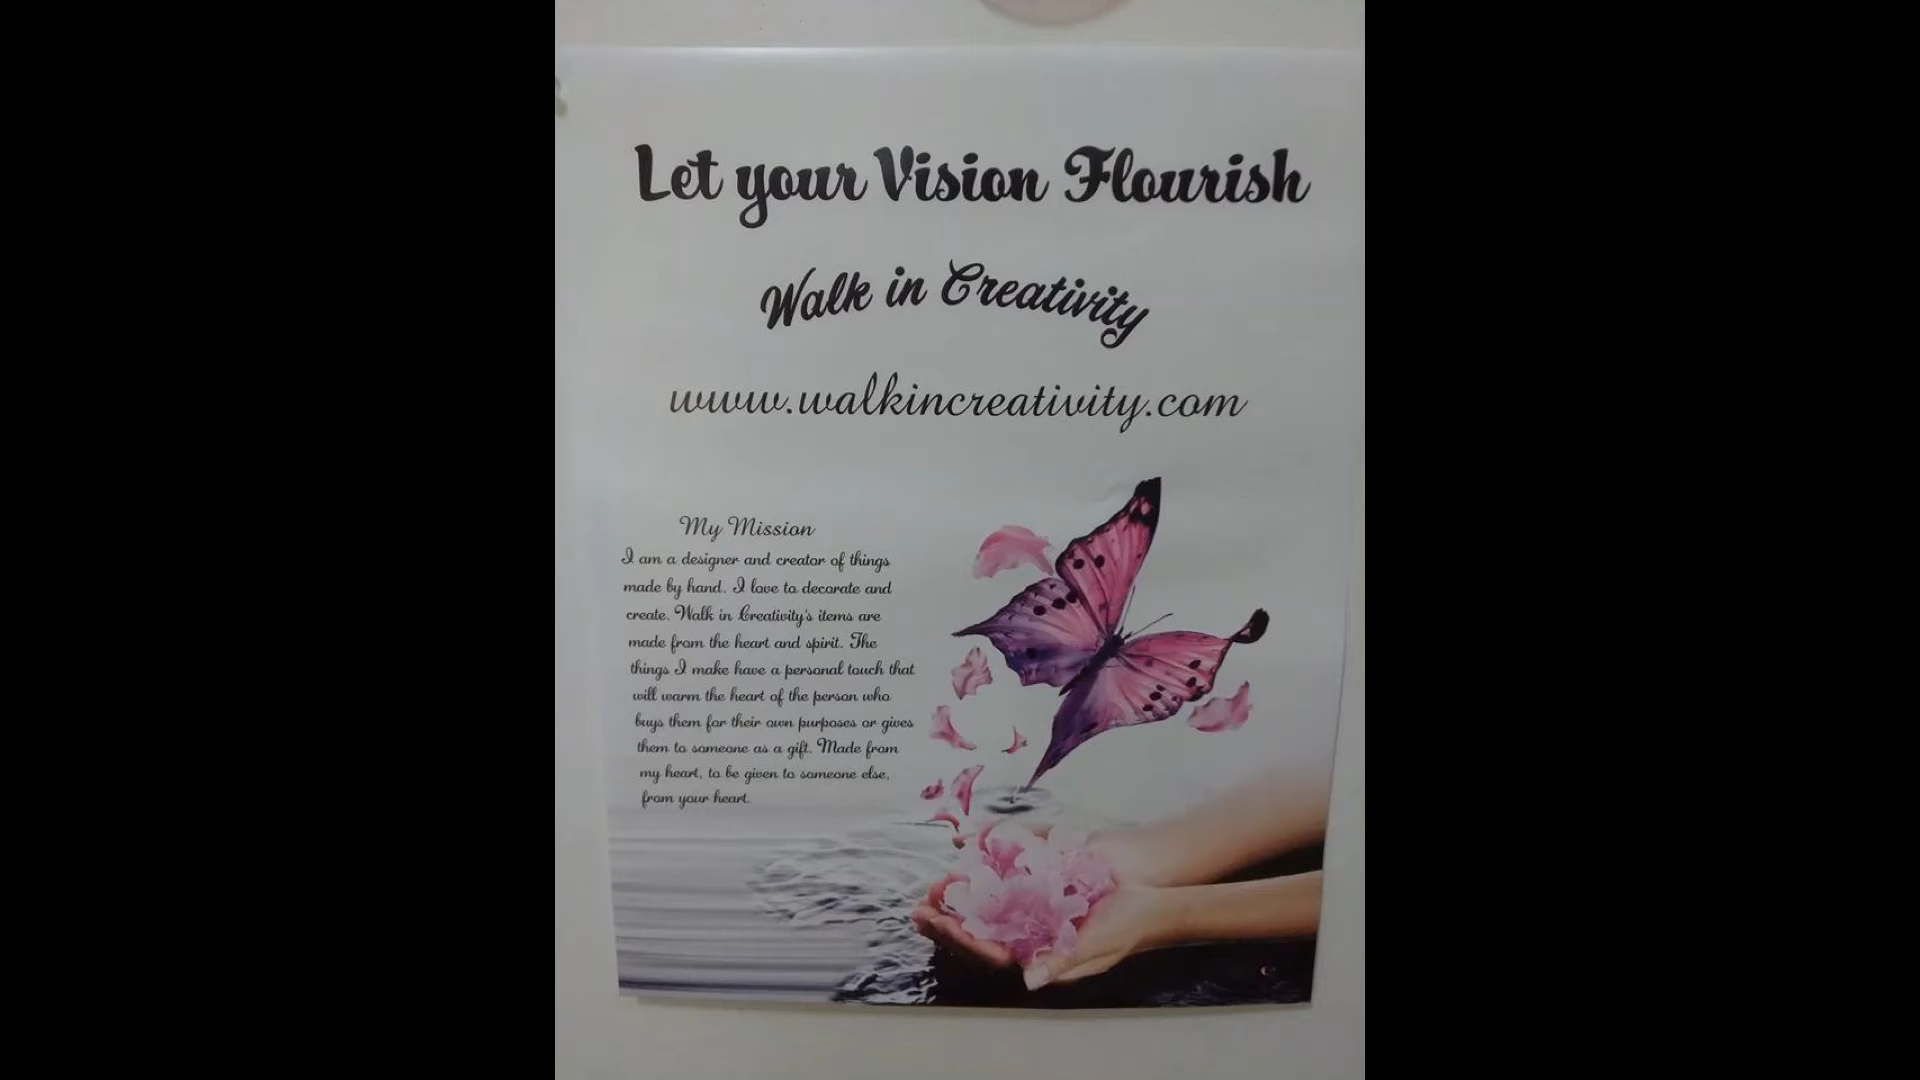 Let your Vision Flourish
Walk in Creativity
www.walkincreativity.com
My Mission
I am a designer and creator of things
made by hand. I love to decorate and
create. Walk in Creativity's items are
made from the heart and spirit. The
things I make have a personal touch that
will warm the heart of the person who
buys them for their own purposes or gives
them to someone as a gift. Made from
my heart, to be given to someone else,
from your heart.